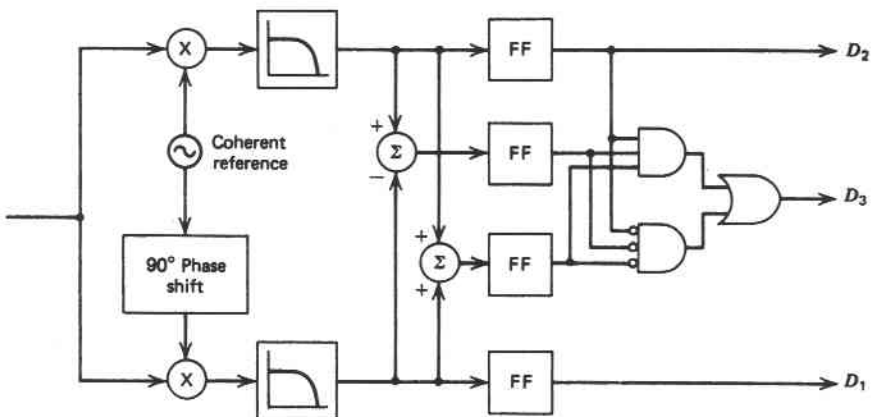 X
FF
D₂
Coherent
reference
+
Σ
−
FF
D₃
90° Phase
shift
+
Σ
+
FF
X
FF
D₁